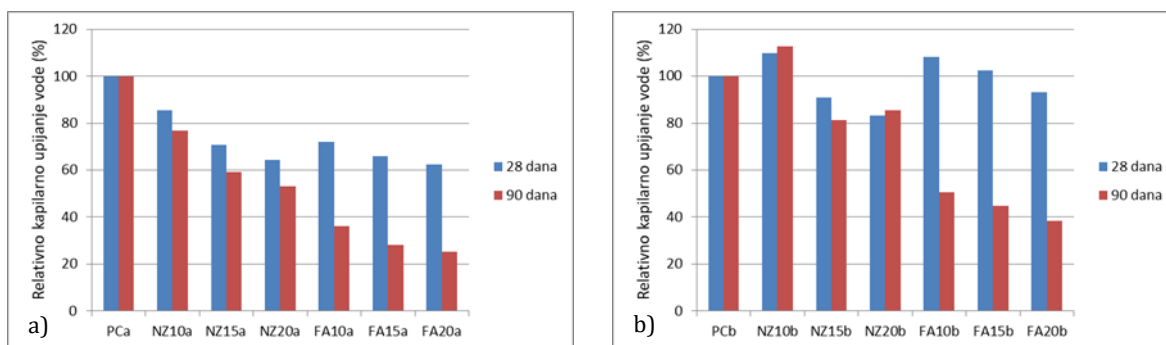 Relativno kapilarno upijanje vode (%)
120
100
80
60
40
20
0
PCa NZ10a NZ15a NZ20a FA10a FA15a FA20a
28 dana
90 dana
a)
Relativno kapilarno upijanje vode (%)
120
100
80
60
40
20
0
PCb NZ10b NZ15b NZ20b FA10b FA15b FA20b
28 dana
90 dana
b)